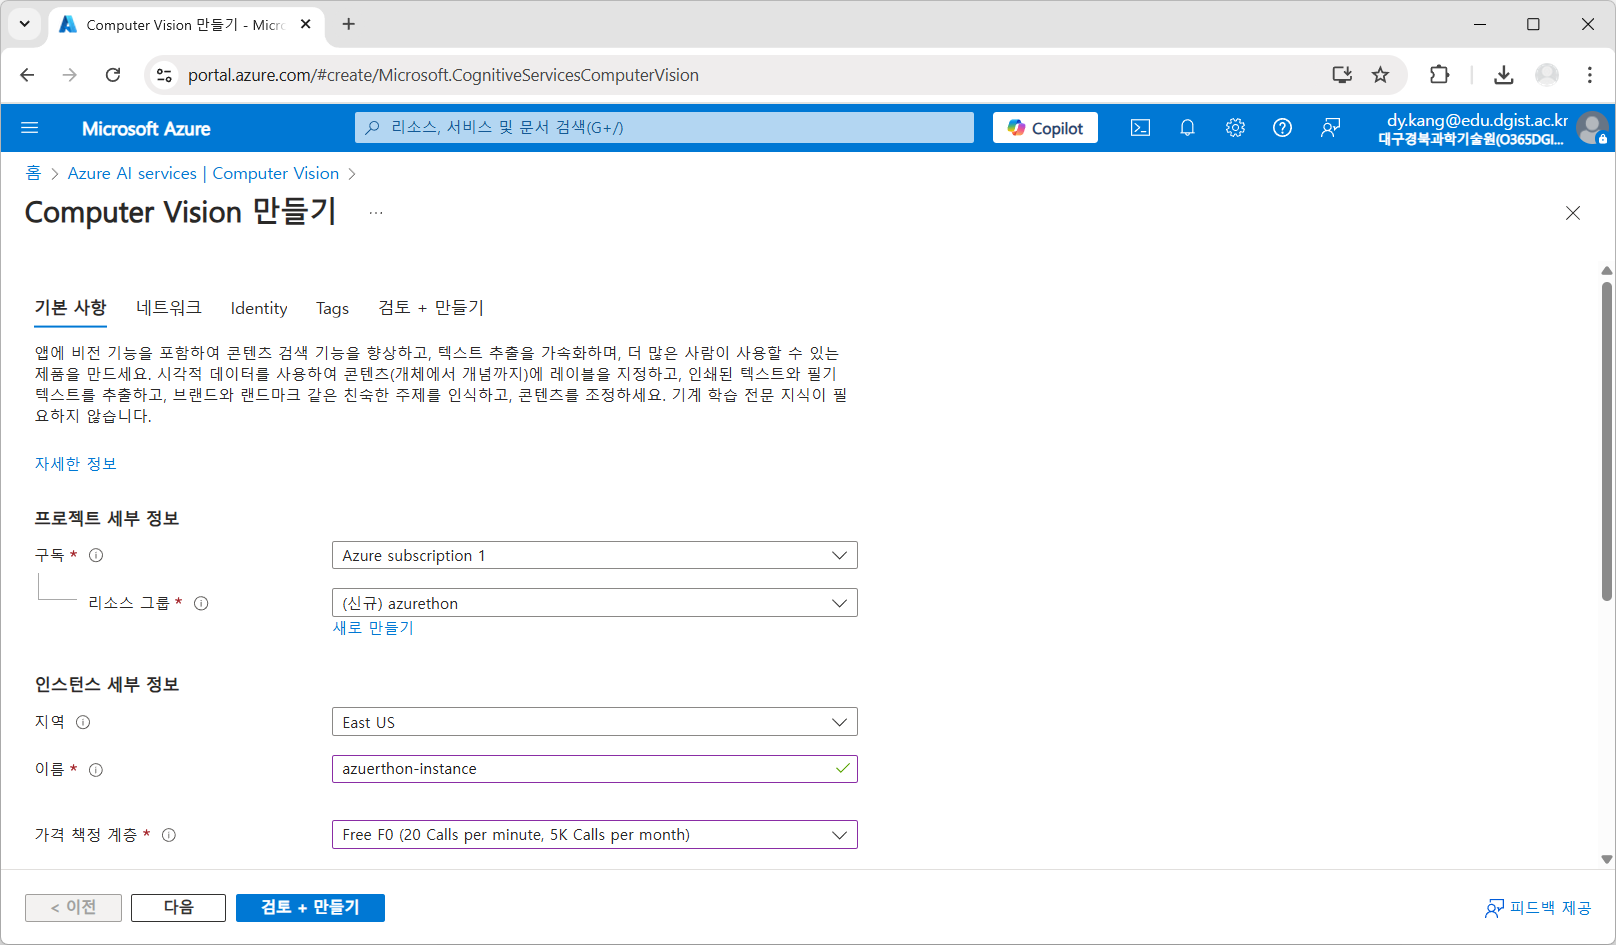 Computer Vision 만들기 - Micro
portal.azure.com/#create/Microsoft.CognitiveServicesComputerVision
Microsoft Azure
리소스, 서비스 및 문서 검색(G+/)
Copilot
dy.kang@edu.dgist.ac.kr
대구경북과학기술원(O365DGI...
홈 > Azure AI services | Computer Vision >
Computer Vision 만들기 ...
기본 사항 네트워크 Identity Tags 검토 + 만들기
앱에 비전 기능을 포함하여 콘텐츠 검색 기능을 향상하고, 텍스트 추출을 가속화하며, 더 많은 사람이 사용할 수 있는
제품을 만드세요. 시각적 데이터를 사용하여 콘텐츠(개체에서 개념까지)에 레이블을 지정하고, 인쇄된 텍스트와 필기
텍스트를 추출하고, 브랜드와 랜드마크 같은 친숙한 주제를 인식하고, 콘텐츠를 조정하세요. 기계 학습 전문 지식이 필
요하지 않습니다.
자세한 정보
프로젝트 세부 정보
구독 * Azure subscription 1
리소스 그룹 * (신규) azurethon
새로 만들기
인스턴스 세부 정보
지역 East US
이름 * azuerthon-instance
가격 책정 계층 * Free F0 (20 Calls per minute, 5K Calls per month)
< 이전 다음 검토 + 만들기 피드백 제공